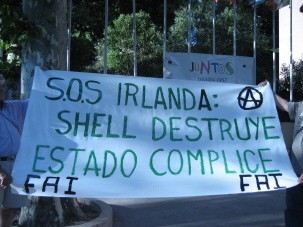 JUNTOS
S.O.S IRLANDA:
SHELL DESTRUYE
ESTADO COMPLICE
FAI FAI